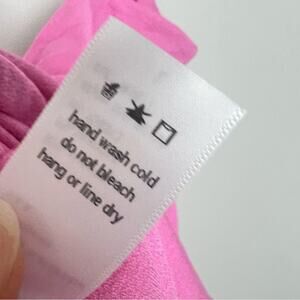 hand wash cold
do not bleach
hang or line dry